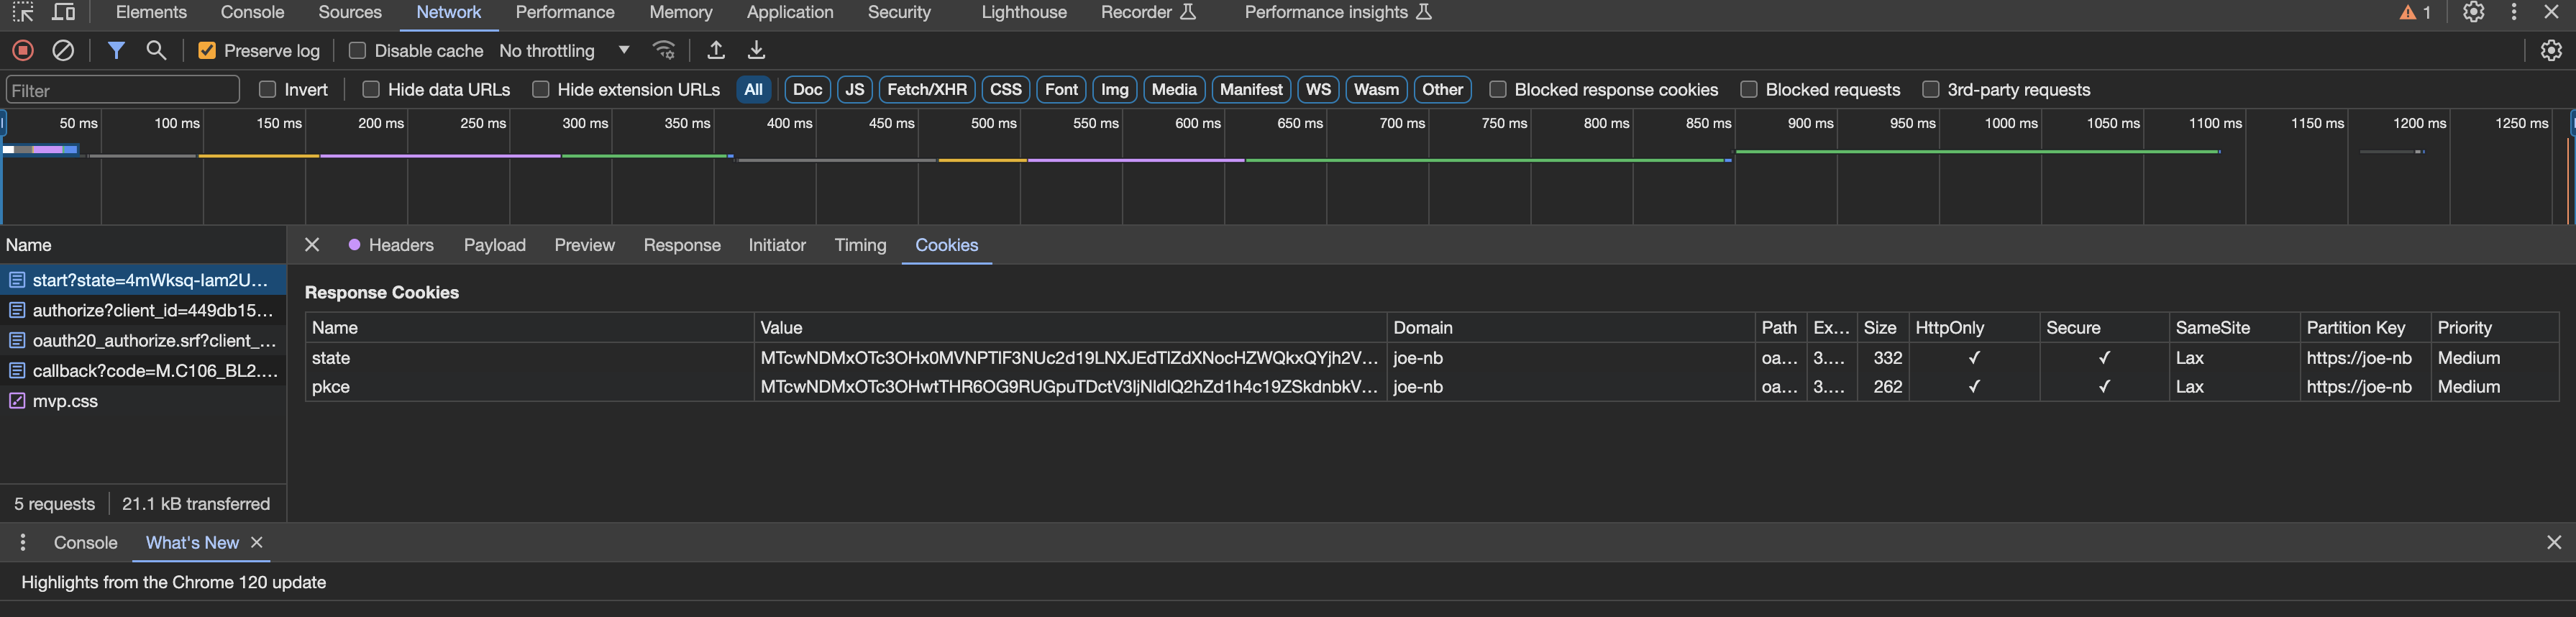 Elements Console Sources Network Performance Memory Application Security Lighthouse Recorder Performance insights 1
Preserve log Disable cache No throttling
Filter Invert Hide data URLs Hide extension URLs All Doc JS Fetch/XHR CSS Font Img Media Manifest WS Wasm Other Blocked response cookies Blocked requests 3rd-party requests
50 ms 100 ms 150 ms 200 ms 250 ms 300 ms 350 ms 400 ms 450 ms 500 ms 550 ms 600 ms 650 ms 700 ms 750 ms 800 ms 850 ms 900 ms 950 ms 1000 ms 1050 ms 1100 ms 1150 ms 1200 ms 1250 ms
Name Headers Payload Preview Response Initiator Timing Cookies
start?state=4mWksq-Iam2U...
authorize?client_id=449db15...
oauth20_authorize.srf?client_...
callback?code=M.C106_BL2....
mvp.css
Response Cookies
Name Value Domain Path Ex... Size HttpOnly Secure SameSite Partition Key Priority
state MTcwNDMxOTc3OHx0MVNPTlF3NUc2d19LNXJEdTlZdXNocHZWQkxQYjh2V... joe-nb oa... 3.... 332 ✓ ✓ Lax https://joe-nb Medium
pkce MTcwNDMxOTc3OHwtTHR6OG9RUGpuTDctV3ljNldlQ2hZd1h4c19ZSkdnbkV... joe-nb oa... 3.... 262 ✓ ✓ Lax https://joe-nb Medium
5 requests 21.1 kB transferred
Console What's New
Highlights from the Chrome 120 update